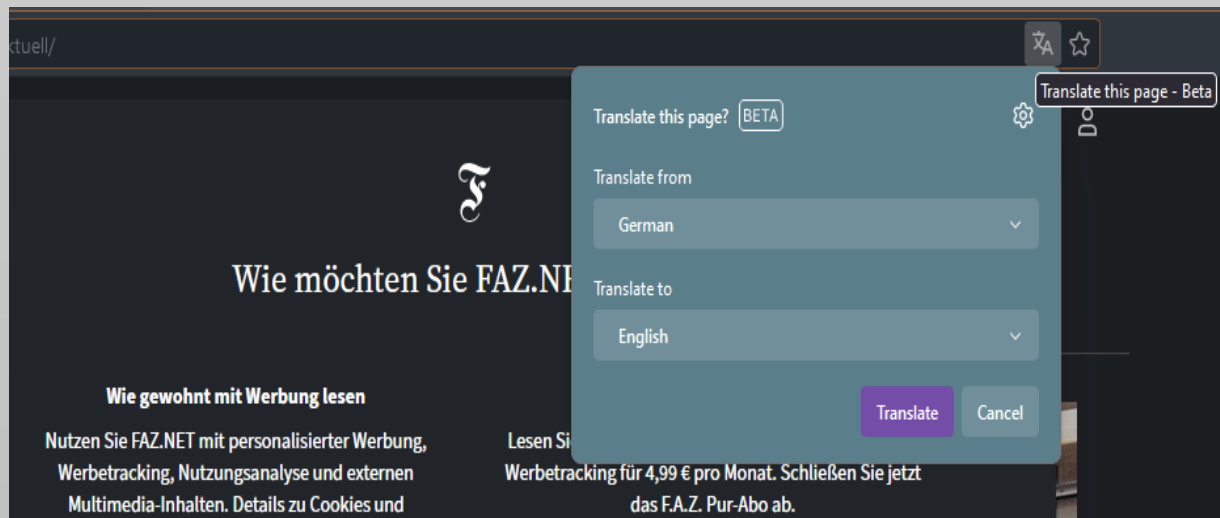 ktuell/
Translate this page - Beta
Translate this page? BETA
Translate from
German
Translate to
English
Translate Cancel
F
Wie möchten Sie FAZ.NE
Wie gewohnt mit Werbung lesen
Nutzen Sie FAZ.NET mit personalisierter Werbung,
Werbetracking, Nutzungsanalyse und externen
Multimedia-Inhalten. Details zu Cookies und
Lesen Si
Werbetracking für 4,99 € pro Monat. Schließen Sie jetzt
das F.A.Z. Pur-Abo ab.